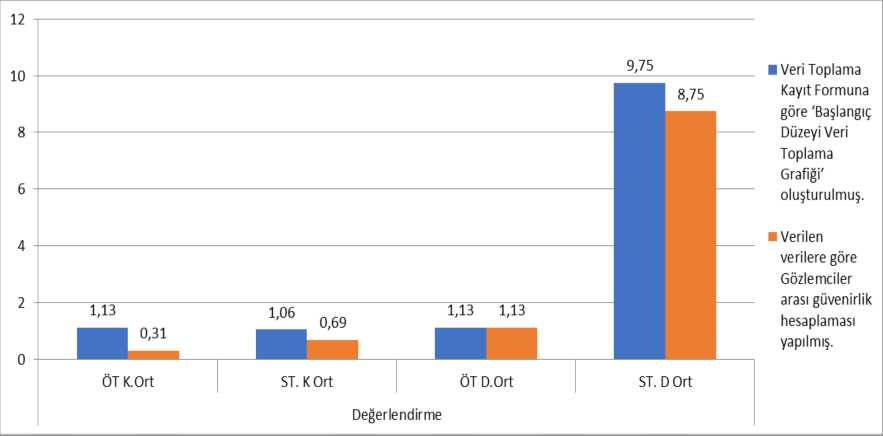 12
10
8
6
4
2
0
1,13
0,31
1,06
0,69
1,13
1,13
9,75
8,75
ÖT K.Ort
ST. K Ort
ÖT D.Ort
ST. D Ort
Değerlendirme
Veri Toplama
Kayıt Formuna
göre ‘Başlangıç
Düzeyi Veri
Toplama
Grafiği’
oluşturulmuş.
Verilen
verilere göre
Gözlemciler
arası güvenirlik
hesaplaması
yapılmış.